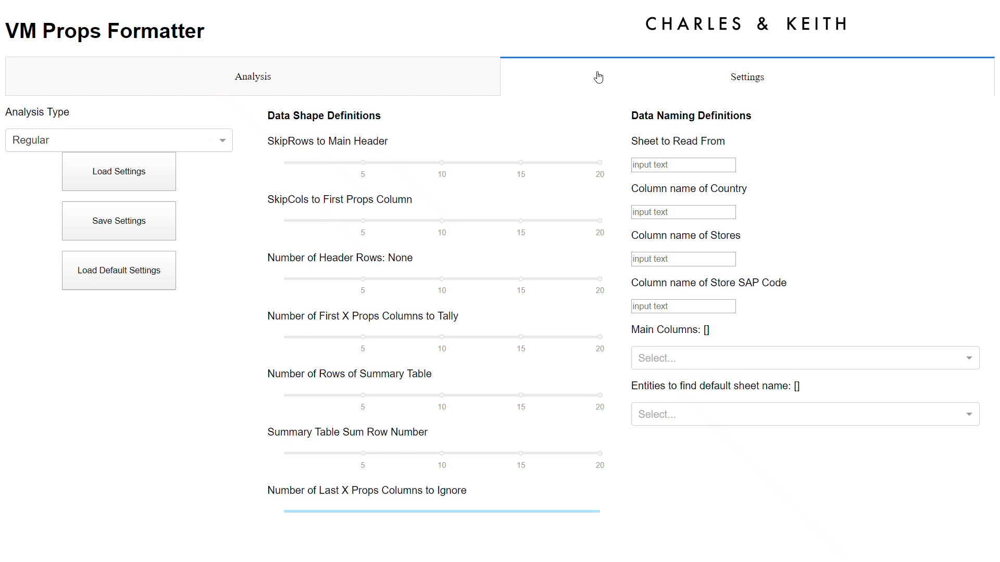 VM Props Formatter
CHARLES & KEITH
Analysis
Settings
Analysis Type
Regular
Load Settings
Save Settings
Load Default Settings
Data Shape Definitions
SkipRows to Main Header
5 10 15 20
SkipCols to First Props Column
5 10 15 20
Number of Header Rows: None
5 10 15 20
Number of First X Props Columns to Tally
5 10 15 20
Number of Rows of Summary Table
5 10 15 20
Summary Table Sum Row Number
5 10 15 20
Number of Last X Props Columns to Ignore
Data Naming Definitions
Sheet to Read From
input text
Column name of Country
input text
Column name of Stores
input text
Column name of Store SAP Code
input text
Main Columns: []
Select...
Entities to find default sheet name: []
Select...